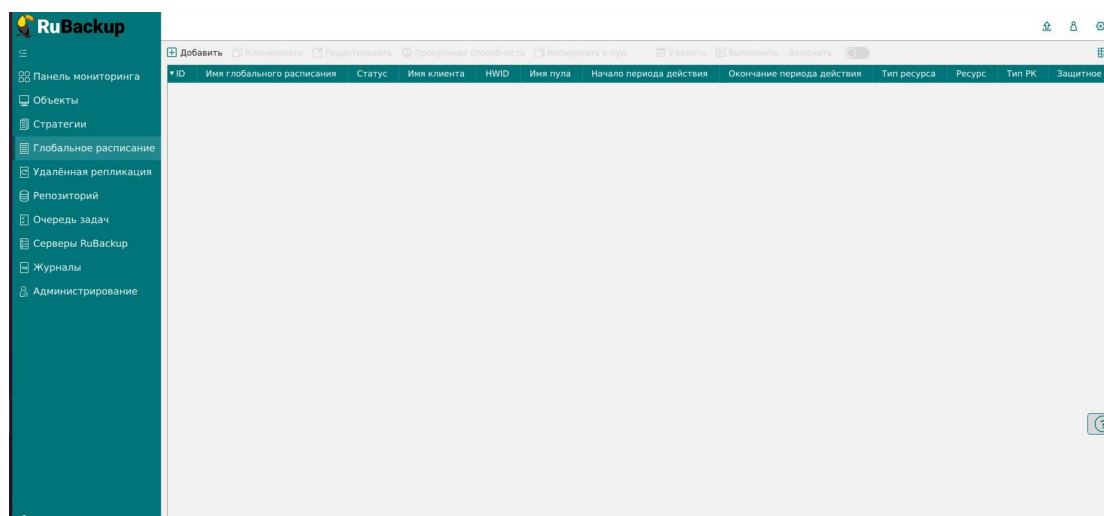 RuBackup
Добавить Клонировать Редактировать Пропускная способность Копировать в пул Удалить Выполнить Включить
ID Имя глобального расписания Статус Имя клиента HWID Имя пула Начало периода действия Окончание периода действия Тип ресурса Ресурс Тип РК Защитное
Панель мониторинга
Объекты
Стратегии
Глобальное расписание
Удалённая репликация
Репозиторий
Очередь задач
Серверы RuBackup
Журналы
Администрирование